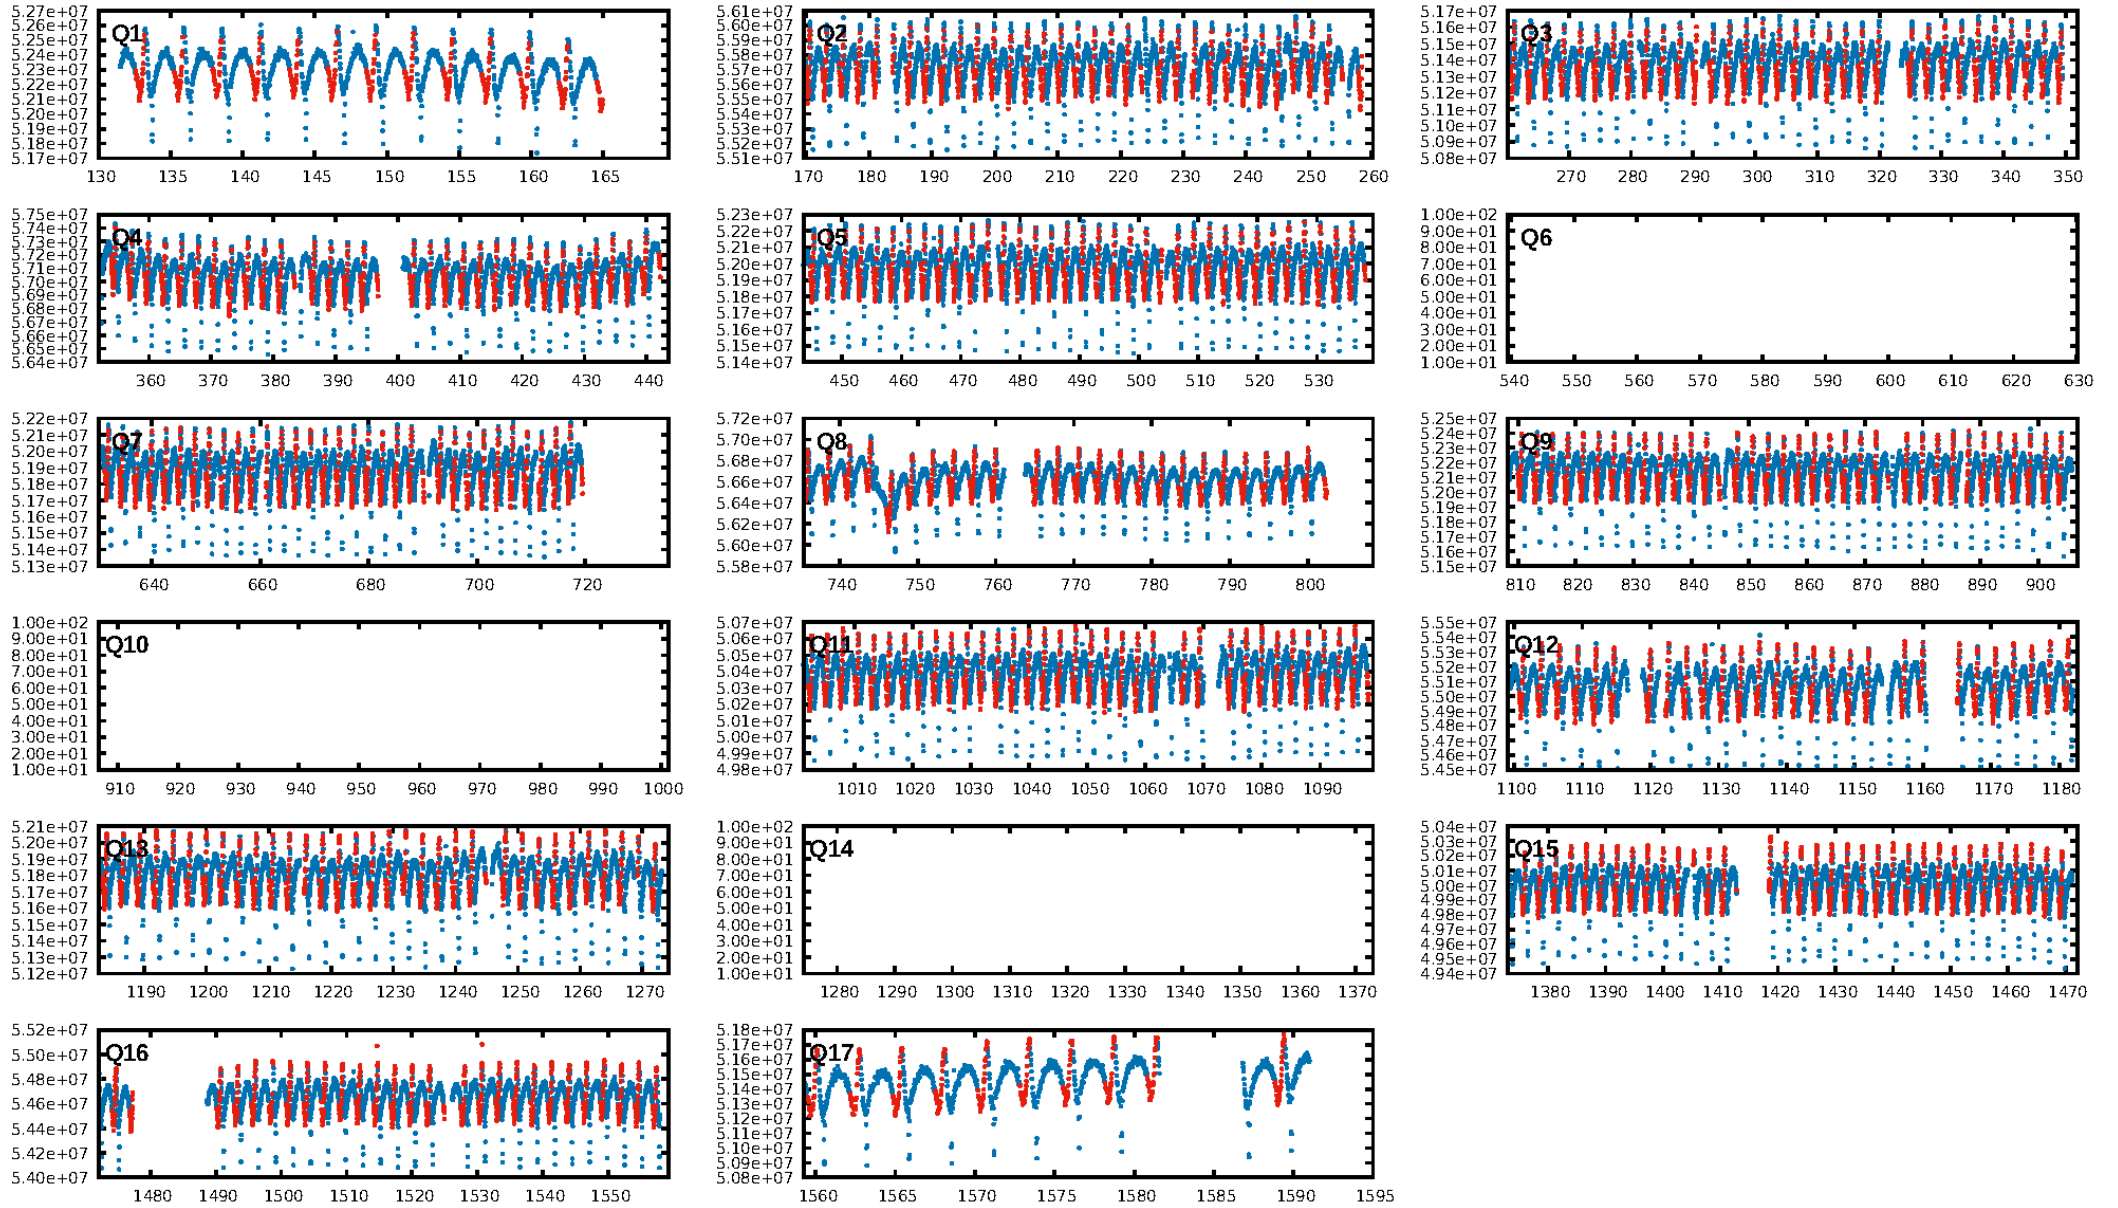 5.27e+07
5.26e+07
5.25e+07
5.24e+07
5.23e+07
5.22e+07
5.21e+07
5.20e+07
5.19e+07
5.18e+07
5.17e+07
Q1
130 135 140 145 150 155 160 165
5.61e+07
5.60e+07
5.59e+07
5.58e+07
5.57e+07
5.56e+07
5.55e+07
5.54e+07
5.53e+07
5.52e+07
5.51e+07
Q2
170 180 190 200 210 220 230 240 250 260
5.17e+07
5.16e+07
5.15e+07
5.14e+07
5.13e+07
5.12e+07
5.11e+07
5.10e+07
5.09e+07
5.08e+07
Q3
270 280 290 300 310 320 330 340 350
5.75e+07
5.74e+07
5.73e+07
5.72e+07
5.71e+07
5.70e+07
5.69e+07
5.68e+07
5.67e+07
5.66e+07
5.65e+07
5.64e+07
Q4
360 370 380 390 400 410 420 430 440
5.23e+07
5.22e+07
5.21e+07
5.20e+07
5.19e+07
5.18e+07
5.17e+07
5.16e+07
5.15e+07
5.14e+07
Q5
450 460 470 480 490 500 510 520 530
1.00e+02
9.00e+01
8.00e+01
7.00e+01
6.00e+01
5.00e+01
4.00e+01
3.00e+01
2.00e+01
1.00e+01
Q6
540 550 560 570 580 590 600 610 620 630
5.22e+07
5.21e+07
5.20e+07
5.19e+07
5.18e+07
5.17e+07
5.16e+07
5.15e+07
5.14e+07
5.13e+07
Q7
640 660 680 700 720
5.72e+07
5.70e+07
5.68e+07
5.66e+07
5.64e+07
5.62e+07
5.60e+07
5.58e+07
Q8
740 750 760 770 780 790 800
5.25e+07
5.24e+07
5.23e+07
5.22e+07
5.21e+07
5.20e+07
5.19e+07
5.18e+07
5.17e+07
5.16e+07
5.15e+07
Q9
810 820 830 840 850 860 870 880 890 900
1.00e+02
9.00e+01
8.00e+01
7.00e+01
6.00e+01
5.00e+01
4.00e+01
3.00e+01
2.00e+01
1.00e+01
Q10
910 920 930 940 950 960 970 980 990 1000
5.07e+07
5.06e+07
5.05e+07
5.04e+07
5.03e+07
5.02e+07
5.01e+07
5.00e+07
4.99e+07
4.98e+07
Q11
1010 1020 1030 1040 1050 1060 1070 1080 1090
5.55e+07
5.54e+07
5.53e+07
5.52e+07
5.51e+07
5.50e+07
5.49e+07
5.48e+07
5.47e+07
5.46e+07
5.45e+07
Q12
1100 1110 1120 1130 1140 1150 1160 1170 1180
5.21e+07
5.20e+07
5.19e+07
5.18e+07
5.17e+07
5.16e+07
5.15e+07
5.14e+07
5.13e+07
5.12e+07
Q13
1190 1200 1210 1220 1230 1240 1250 1260 1270
1.00e+02
9.00e+01
8.00e+01
7.00e+01
6.00e+01
5.00e+01
4.00e+01
3.00e+01
2.00e+01
1.00e+01
Q14
1280 1290 1300 1310 1320 1330 1340 1350 1360 1370
5.04e+07
5.03e+07
5.02e+07
5.01e+07
5.00e+07
4.99e+07
4.98e+07
4.97e+07
4.96e+07
4.95e+07
4.94e+07
Q15
1380 1390 1400 1410 1420 1430 1440 1450 1460 1470
5.52e+07
5.50e+07
5.48e+07
5.46e+07
5.44e+07
5.42e+07
5.40e+07
Q16
1480 1490 1500 1510 1520 1530 1540 1550
5.18e+07
5.17e+07
5.16e+07
5.15e+07
5.14e+07
5.13e+07
5.12e+07
5.11e+07
5.10e+07
5.09e+07
5.08e+07
Q17
1560 1565 1570 1575 1580 1585 1590 1595